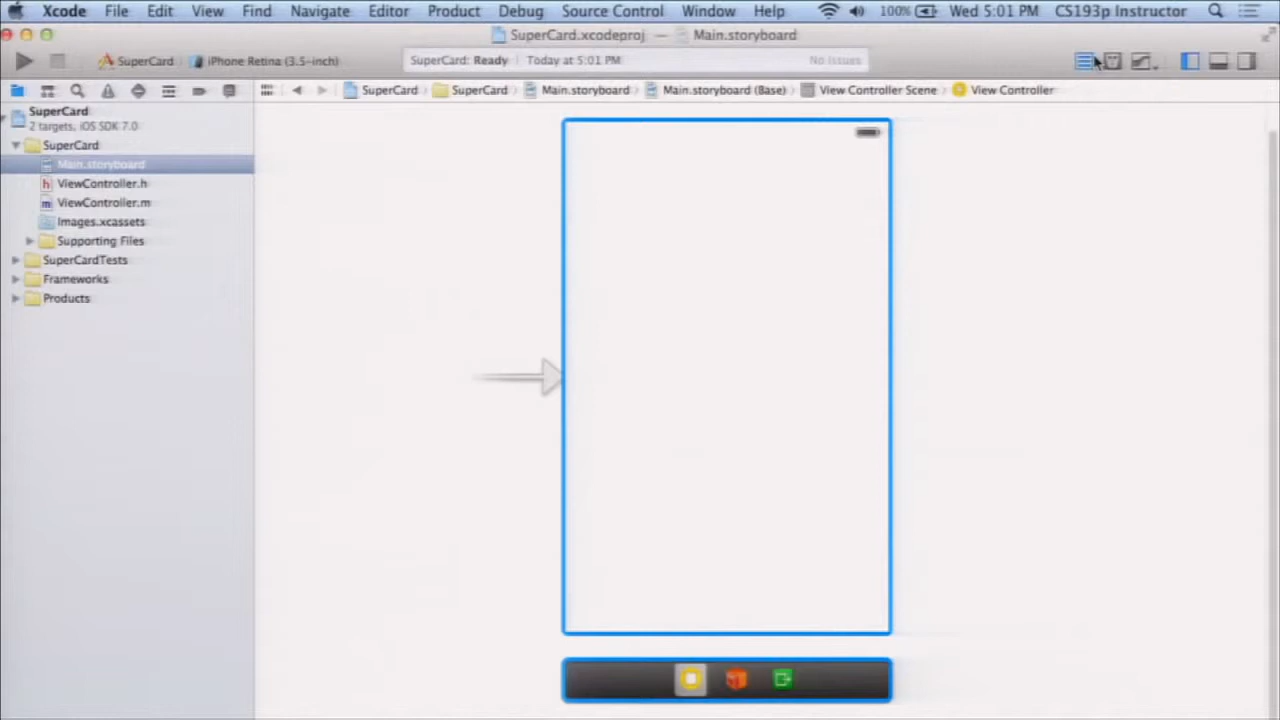 Xcode File Edit View Find Navigate Editor Product Debug Source Control Window Help 100% Wed 5:01 PM CS193p Instructor
SuperCard.xcodeproj — Main.storyboard
SuperCard iPhone Retina (3.5-inch) SuperCard: Ready Today at 5:01 PM No Issues
SuperCard SuperCard Main.storyboard Main.storyboard (Base) View Controller Scene View Controller
SuperCard
2 targets, iOS SDK 7.0
SuperCard
Main.storyboard
h ViewController.h
m ViewController.m
Images.xcassets
Supporting Files
SuperCardTests
Frameworks
Products